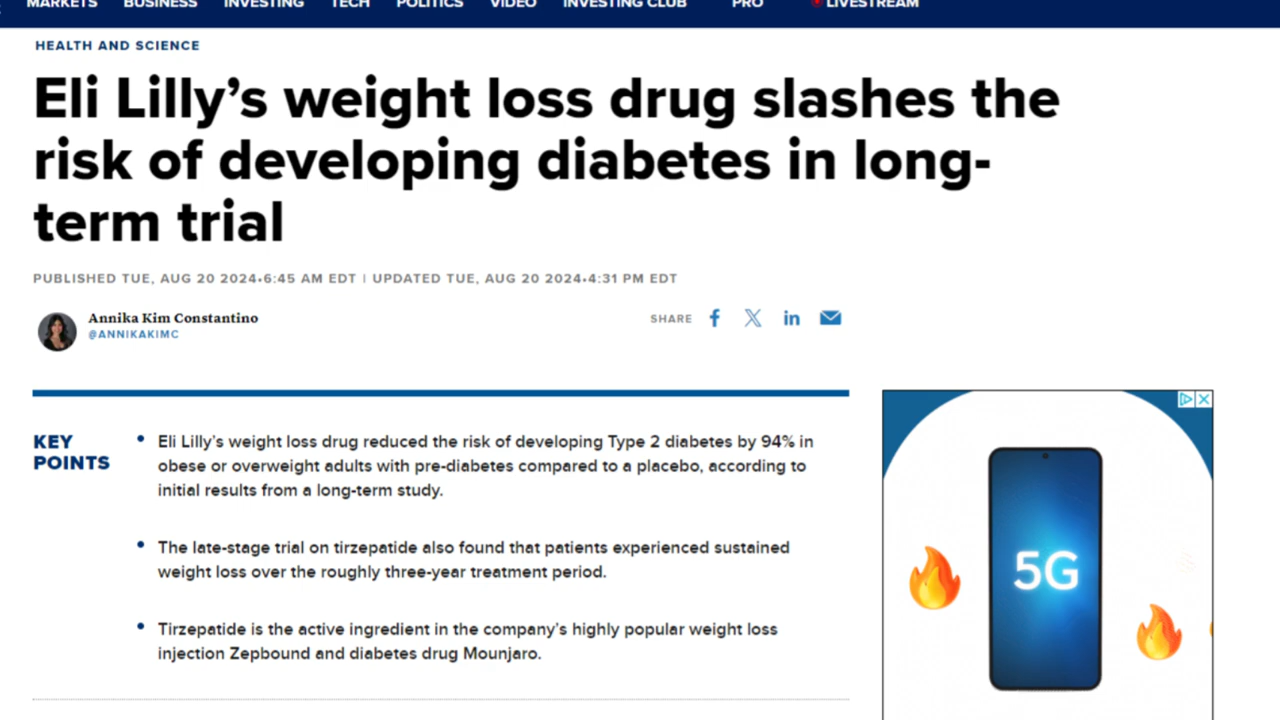 MARKETS BUSINESS INVESTING TECH POLITICS VIDEO INVESTING CLUB PRO LIVESTREAM
HEALTH AND SCIENCE
Eli Lilly’s weight loss drug slashes the
risk of developing diabetes in long-
term trial
PUBLISHED TUE, AUG 20 2024•6:45 AM EDT | UPDATED TUE, AUG 20 2024•4:31 PM EDT
Annika Kim Constantino
@ANNIKAKIMC
SHARE
KEY
POINTS
• Eli Lilly’s weight loss drug reduced the risk of developing Type 2 diabetes by 94% in
obese or overweight adults with pre-diabetes compared to a placebo, according to
initial results from a long-term study.
• The late-stage trial on tirzepatide also found that patients experienced sustained
weight loss over the roughly three-year treatment period.
• Tirzepatide is the active ingredient in the company’s highly popular weight loss
injection Zepbound and diabetes drug Mounjaro.
5G